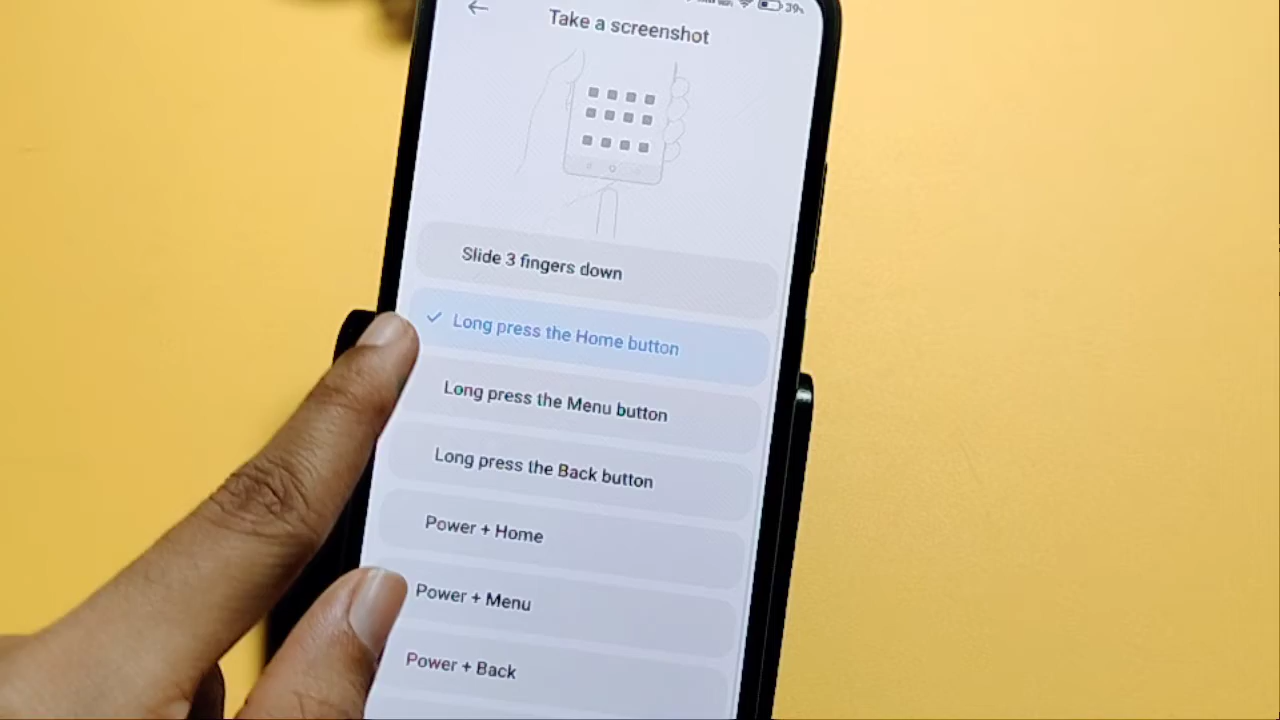 39%
Take a screenshot
Slide 3 fingers down
Long press the Home button
Long press the Menu button
Long press the Back button
Power + Home
Power + Menu
Power + Back